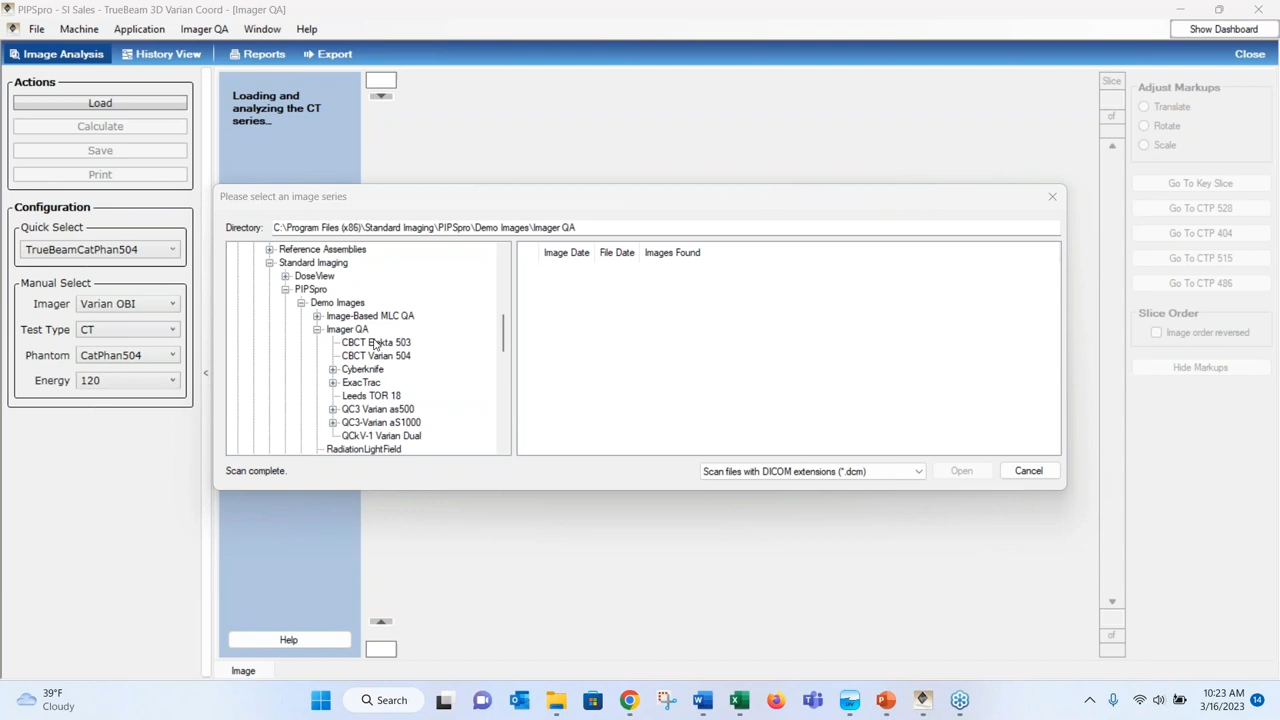 PIPSpro - SI Sales - TrueBeam 3D Varian Coord - [Imager QA]
File Machine Application Imager QA Window Help
Show Dashboard
Image Analysis History View Reports Export Close
Actions
Load
Calculate
Save
Print
Configuration
Quick Select
TrueBeamCatPhan504
Manual Select
Imager Varian OBI
Test Type CT
Phantom CatPhan504
Energy 120
Loading and
analyzing the CT
series...
Help
Image
Please select an image series
Directory: C:\Program Files (x86)\Standard Imaging\PIPSpro\Demo Images\Imager QA
Reference Assemblies
Standard Imaging
DoseView
PIPSpro
Demo Images
Image-Based MLC QA
Imager QA
CBCT Elekta 503
CBCT Varian 504
Cyberknife
ExacTrac
Leeds TOR 18
QC3 Varian as500
QC3-Varian aS1000
QCkV-1 Varian Dual
RadiationLightField
Image Date File Date Images Found
Scan complete.
Scan files with DICOM extensions (*.dcm)
Open
Cancel
Slice
of
of
Adjust Markups
Translate
Rotate
Scale
Go To Key Slice
Go To CTP 528
Go To CTP 404
Go To CTP 515
Go To CTP 486
Slice Order
Image order reversed
Hide Markups
39°F
Cloudy
Search
10:23 AM
3/16/2023
14